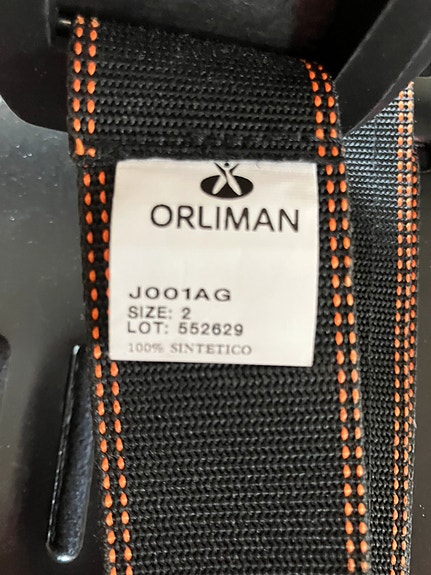 ORLIMAN
J001AG
SIZE: 2
LOT: 552629
100% SINTETICO